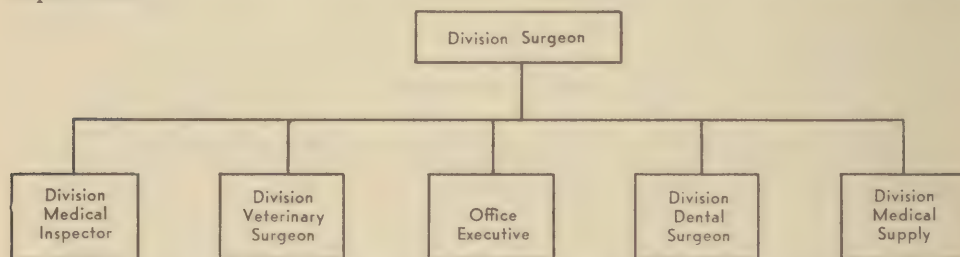 Division Surgeon
Division
Medical
Inspector
Division
Veterinary
Surgeon
Office
Executive
Division
Dental
Surgeon
Division
Medical
Supply